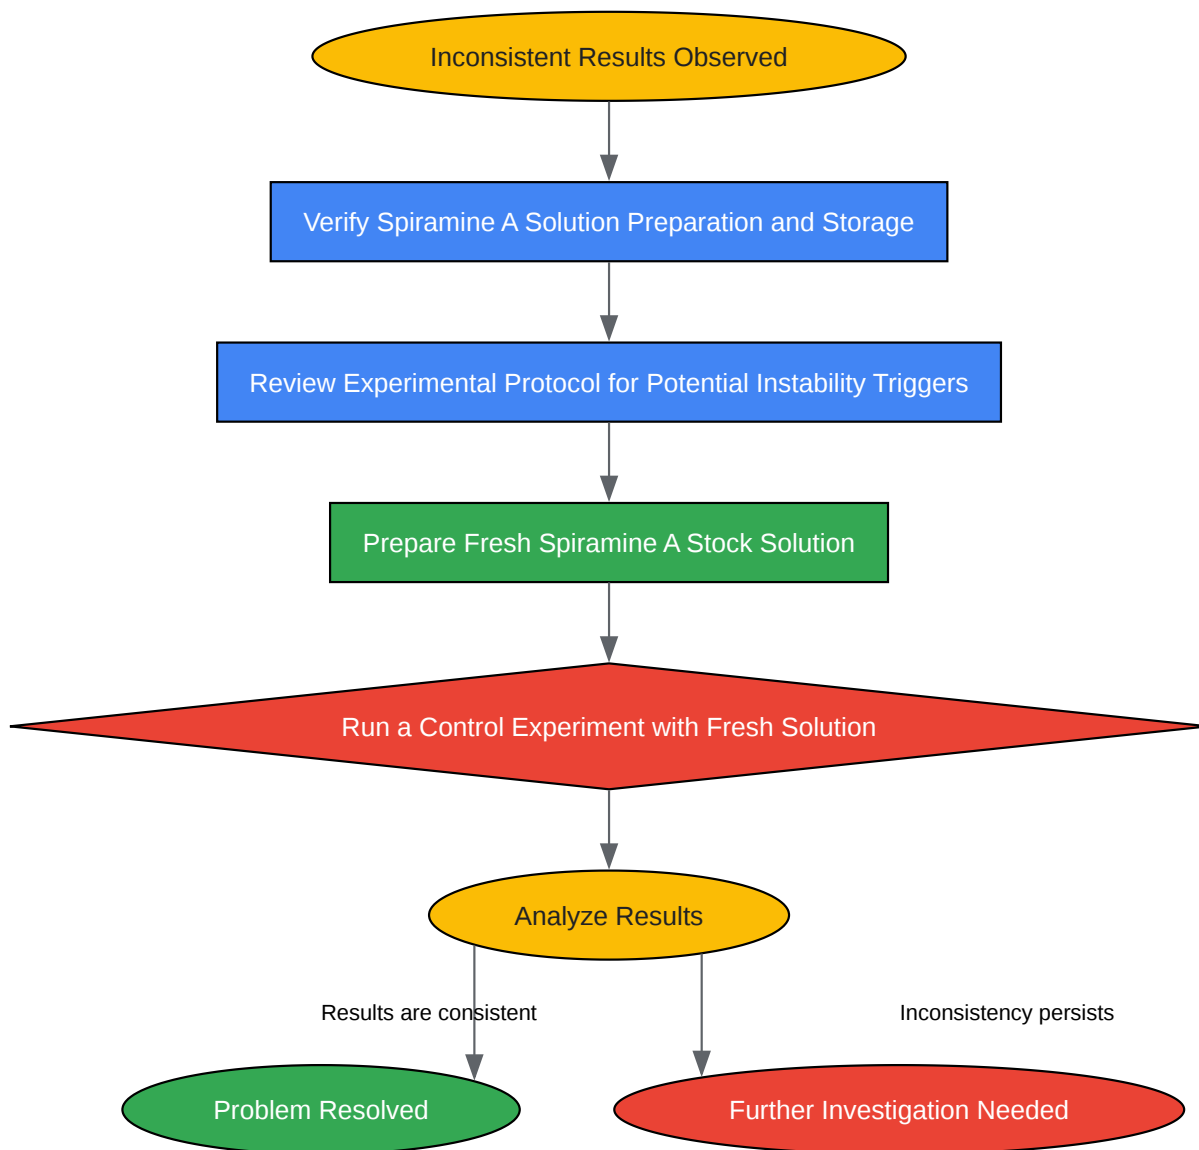 Inconsistent Results Observed
Verify Spiramine A Solution Preparation and Storage
Review Experimental Protocol for Potential Instability Triggers
Prepare Fresh Spiramine A Stock Solution
Run a Control Experiment with Fresh Solution
Analyze Results
Results are consistent
Inconsistency persists
Problem Resolved
Further Investigation Needed